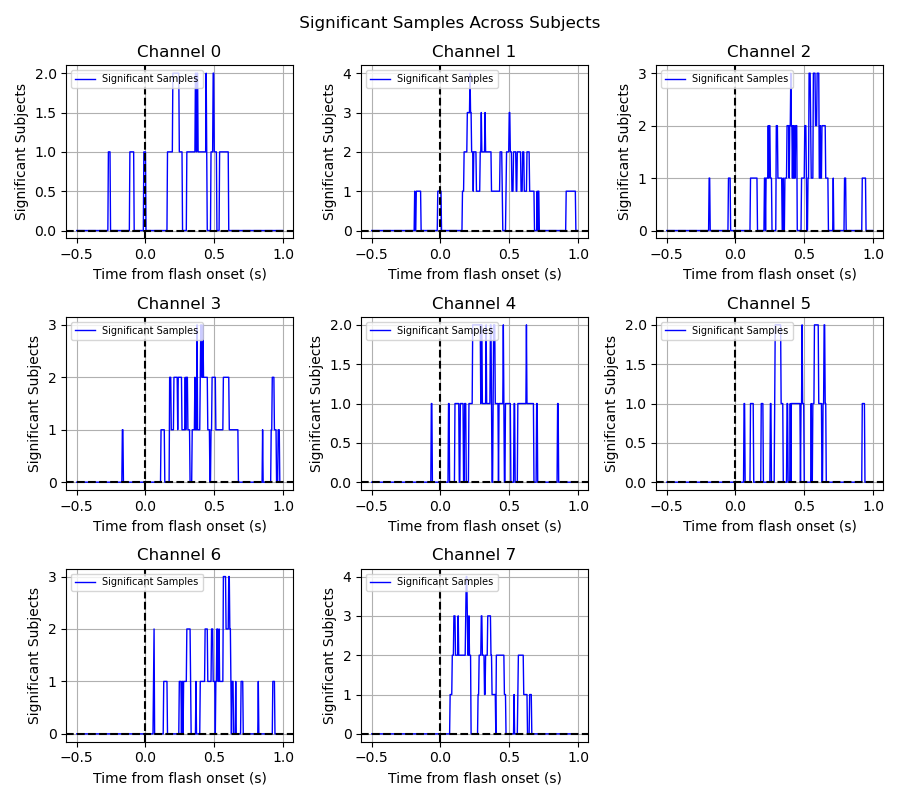 Significant Samples Across Subjects
Channel 0
Channel 1
Channel 2
2.0
1.5
1.0
0.5
0.0
Significant Subjects
Significant Samples
−0.5 0.0 0.5 1.0
Time from flash onset (s)
4
3
2
1
0
Significant Subjects
Significant Samples
−0.5 0.0 0.5 1.0
Time from flash onset (s)
3
2
1
0
Significant Subjects
Significant Samples
−0.5 0.0 0.5 1.0
Time from flash onset (s)
Channel 3
Channel 4
Channel 5
3
2
1
0
Significant Subjects
Significant Samples
−0.5 0.0 0.5 1.0
Time from flash onset (s)
2.0
1.5
1.0
0.5
0.0
Significant Subjects
Significant Samples
−0.5 0.0 0.5 1.0
Time from flash onset (s)
2.0
1.5
1.0
0.5
0.0
Significant Subjects
Significant Samples
−0.5 0.0 0.5 1.0
Time from flash onset (s)
Channel 6
Channel 7
3
2
1
0
Significant Subjects
Significant Samples
−0.5 0.0 0.5 1.0
Time from flash onset (s)
4
3
2
1
0
Significant Subjects
Significant Samples
−0.5 0.0 0.5 1.0
Time from flash onset (s)